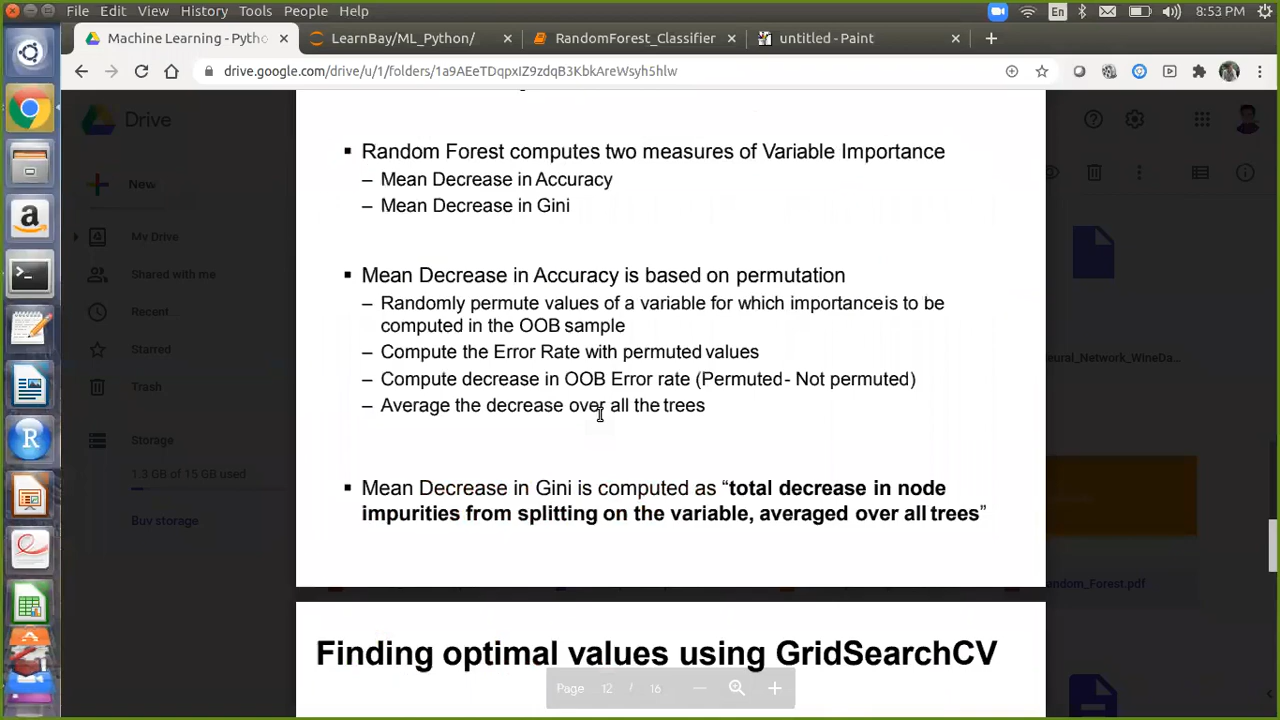 File Edit View History Tools People Help
En 8:53 PM
Machine Learning - Pytho
LearnBay/ML_Python/
RandomForest_Classifier
untitled - Paint
drive.google.com/drive/u/1/folders/1a9AEeTDqpxIZ9zdqB3KbkAreWsyh5hlw
Drive
New
My Drive
Shared with me
Recent
Starred
Trash
Storage
1.3 GB of 15 GB used
Buy storage
▪ Random Forest computes two measures of Variable Importance
– Mean Decrease in Accuracy
– Mean Decrease in Gini
▪ Mean Decrease in Accuracy is based on permutation
– Randomly permute values of a variable for which importance is to be
computed in the OOB sample
– Compute the Error Rate with permuted values
– Compute decrease in OOB Error rate (Permuted- Not permuted)
– Average the decrease over all the trees
▪ Mean Decrease in Gini is computed as “total decrease in node
impurities from splitting on the variable, averaged over all trees”
eural_Network_WineDa...
andom_Forest.pdf
Finding optimal values using GridSearchCV
Page 12 / 16